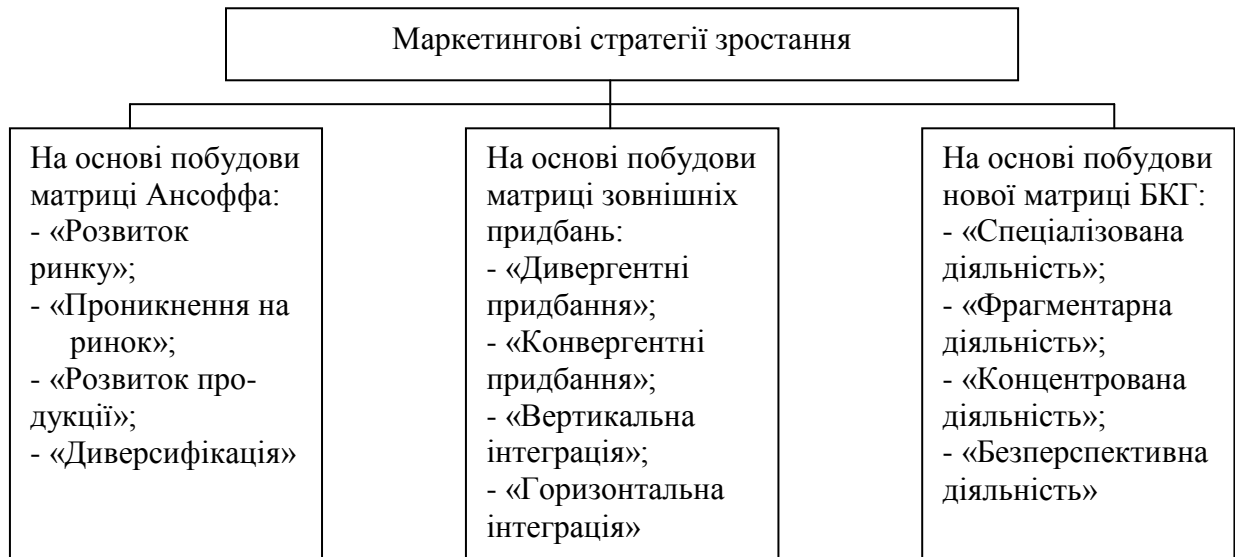 Маркетингові стратегії зростання
На основі побудови
матриці Ансоффа:
- «Розвиток
ринку»;
- «Проникнення на
ринок»;
- «Розвиток про-
дукції»;
- «Диверсифікація»
На основі побудови
матриці зовнішніх
придбань:
- «Дивергентні
придбання»;
- «Конвергентні
придбання»;
- «Вертикальна
інтеграція»;
- «Горизонтальна
інтеграція»
На основі побудови
нової матриці БКГ:
- «Спеціалізована
діяльність»;
- «Фрагментарна
діяльність»;
- «Концентрована
діяльність»;
- «Безперспективна
діяльність»